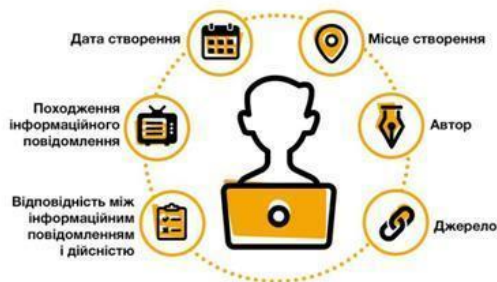 Дата створення
Місце створення
Походження
інформаційного
повідомлення
Автор
Відповідність між
інформаційним
повідомленням
і дійсністю
Джерело